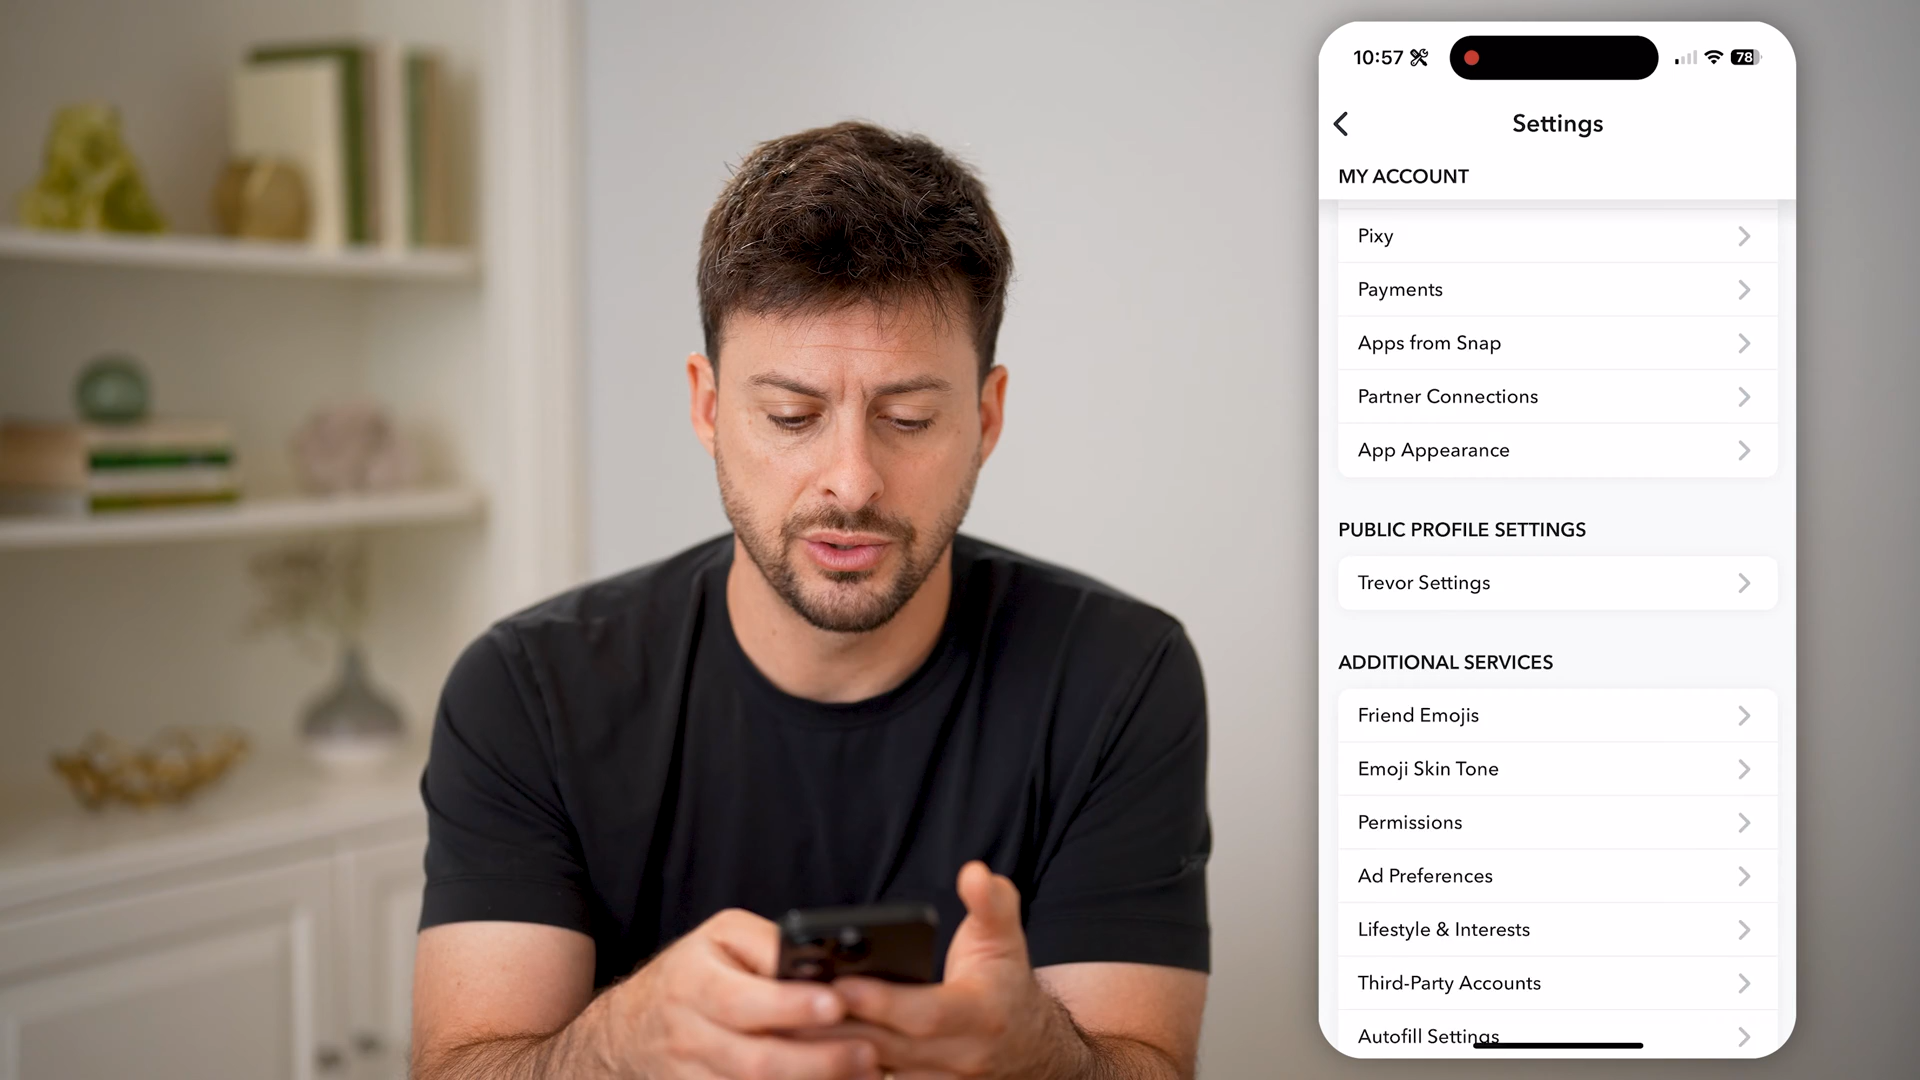 10:57
78
Settings
MY ACCOUNT
Pixy
Payments
Apps from Snap
Partner Connections
App Appearance
PUBLIC PROFILE SETTINGS
Trevor Settings
ADDITIONAL SERVICES
Friend Emojis
Emoji Skin Tone
Permissions
Ad Preferences
Lifestyle & Interests
Third-Party Accounts
Autofill Settings